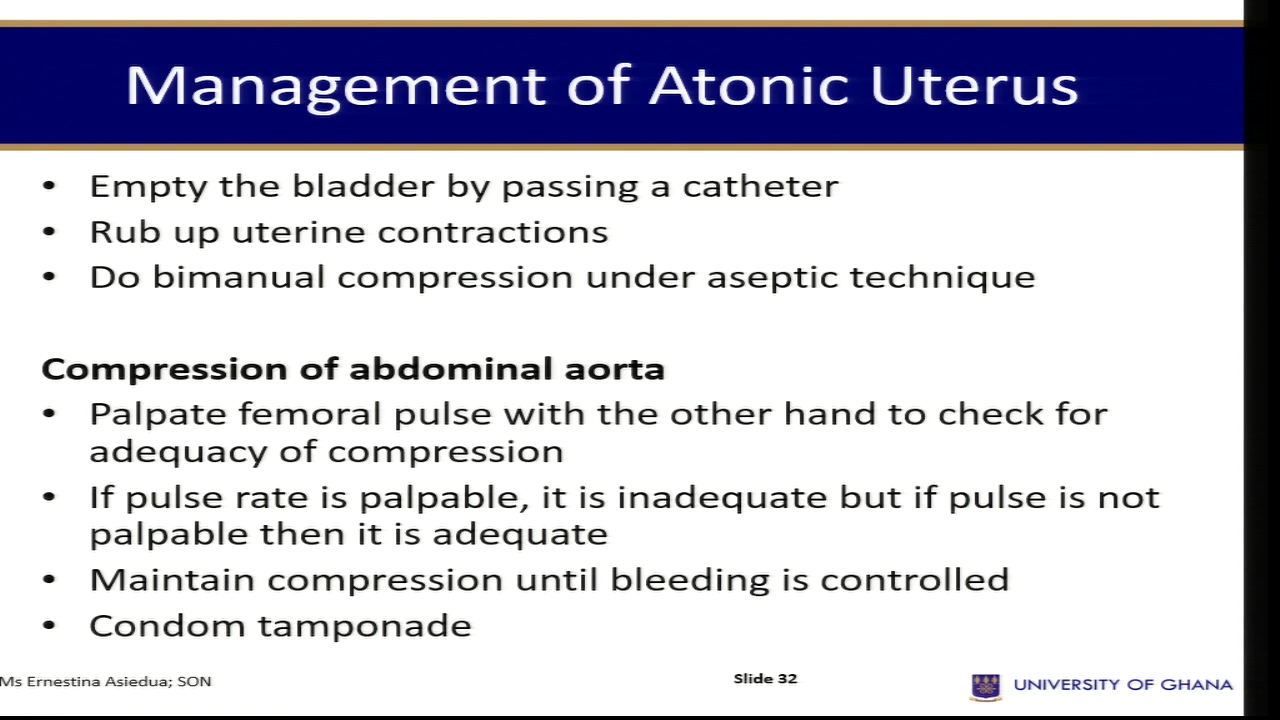 Management of Atonic Uterus
• Empty the bladder by passing a catheter
• Rub up uterine contractions
• Do bimanual compression under aseptic technique
Compression of abdominal aorta
• Palpate femoral pulse with the other hand to check for
adequacy of compression
• If pulse rate is palpable, it is inadequate but if pulse is not
palpable then it is adequate
• Maintain compression until bleeding is controlled
• Condom tamponade
Ms Ernestina Asiedua; SON
Slide 32
UNIVERSITY OF GHANA